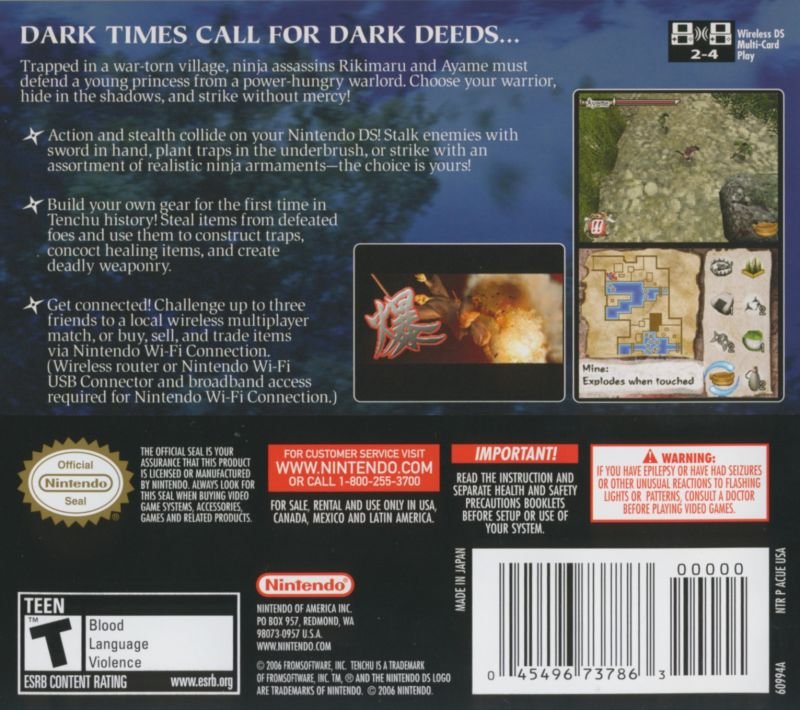 DARK TIMES CALL FOR DARK DEEDS...
Trapped in a war-torn village, ninja assassins Rikimaru and Ayame must
defend a young princess from a power-hungry warlord. Choose your warrior,
hide in the shadows, and strike without mercy!
2-4
Wireless DS
Multi-Card
Play
Action and stealth collide on your Nintendo DS! Stalk enemies with
sword in hand, plant traps in the underbrush, or strike with an
assortment of realistic ninja armaments—the choice is yours!
Build your own gear for the first time in
Tenchu history! Steal items from defeated
foes and use them to construct traps,
concoct healing items, and create
deadly weaponry.
Get connected! Challenge up to three
friends to a local wireless multiplayer
match, or buy, sell, and trade items
via Nintendo Wi-Fi Connection.
(Wireless router or Nintendo Wi-Fi
USB Connector and broadband access
required for Nintendo Wi-Fi Connection.)
爆
Mine:
Explodes when touched
Official
Nintendo
Seal
THE OFFICIAL SEAL IS YOUR
ASSURANCE THAT THIS PRODUCT
IS LICENSED OR MANUFACTURED
BY NINTENDO. ALWAYS LOOK FOR
THIS SEAL WHEN BUYING VIDEO
GAME SYSTEMS, ACCESSORIES,
GAMES AND RELATED PRODUCTS.
FOR CUSTOMER SERVICE VISIT
WWW.NINTENDO.COM
OR CALL 1-800-255-3700
FOR SALE, RENTAL AND USE ONLY IN USA,
CANADA, MEXICO AND LATIN AMERICA.
IMPORTANT!
READ THE INSTRUCTION AND
SEPARATE HEALTH AND SAFETY
PRECAUTIONS BOOKLETS
BEFORE SETUP OR USE OF
YOUR SYSTEM.
WARNING:
IF YOU HAVE EPILEPSY OR HAVE HAD SEIZURES
OR OTHER UNUSUAL REACTIONS TO FLASHING
LIGHTS OR PATTERNS, CONSULT A DOCTOR
BEFORE PLAYING VIDEO GAMES.
TEEN
T
TM
Blood
Language
Violence
ESRB CONTENT RATING www.esrb.org
Nintendo®
NINTENDO OF AMERICA INC.
PO BOX 957, REDMOND, WA
98073-0957 U.S.A.
WWW.NINTENDO.COM
© 2006 FROMSOFTWARE, INC. TENCHU IS A TRADEMARK
OF FROMSOFTWARE, INC. TM, ® AND THE NINTENDO DS LOGO
ARE TRADEMARKS OF NINTENDO. © 2006 NINTENDO.
MADE IN JAPAN
00000
0 45496 73786 3
NTR P ACUE USA
60994A